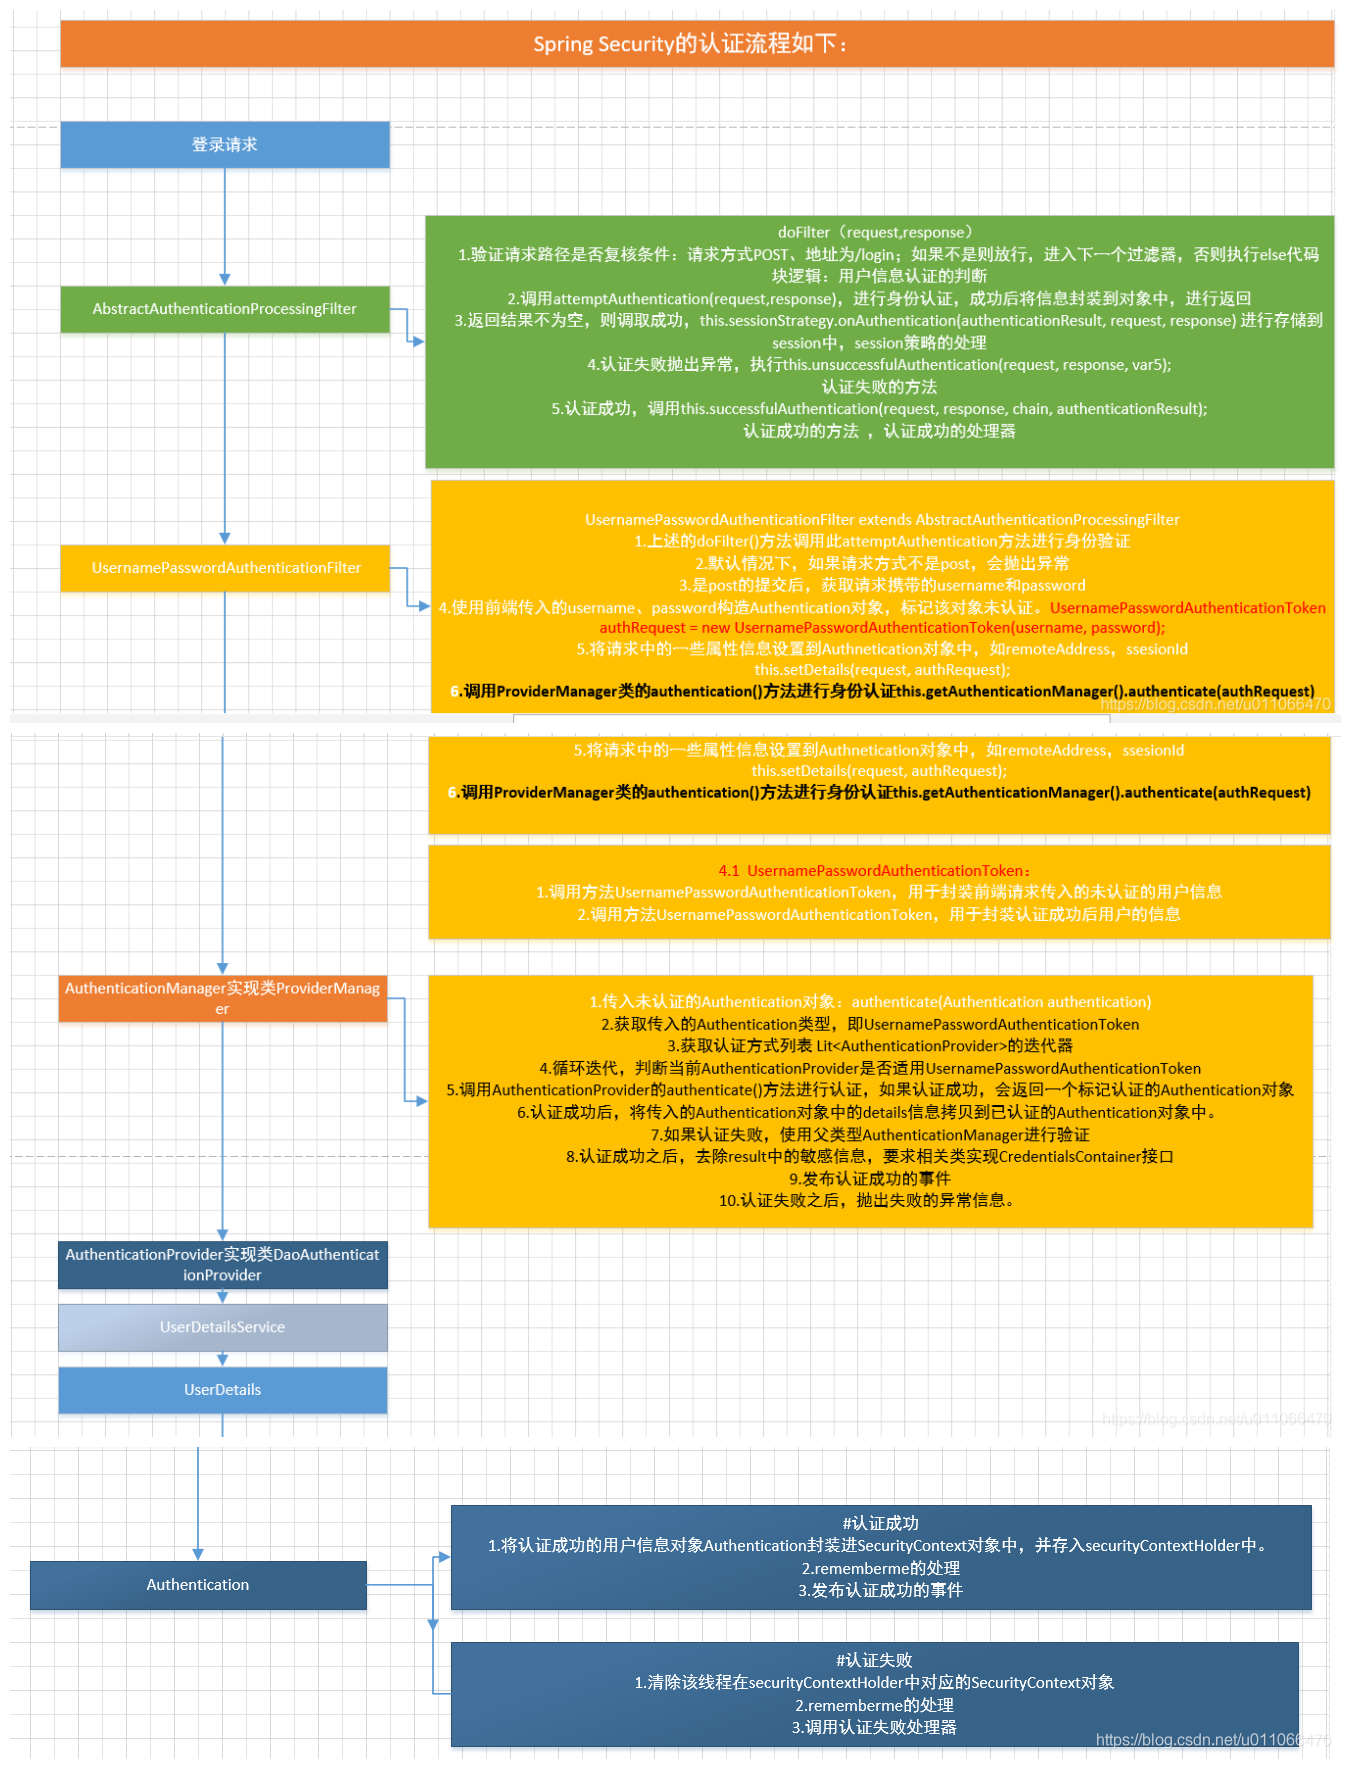 Spring Security的认证流程如下：
登录请求
doFilter（request,response）
1.验证请求路径是否复核条件：请求方式POST、地址为/login；如果不是则放行，进入下一个过滤器，否则执行else代码
块逻辑：用户信息认证的判断
2.调用attemptAuthentication(request,response)，进行身份认证，成功后将信息封装到对象中，进行返回
3.返回结果不为空，则调取成功，this.sessionStrategy.onAuthentication(authenticationResult, request, response) 进行存储到
session中，session策略的处理
4.认证失败抛出异常，执行this.unsuccessfulAuthentication(request, response, var5);
认证失败的方法
5.认证成功，调用this.successfulAuthentication(request, response, chain, authenticationResult);
认证成功的方法 ，认证成功的处理器
AbstractAuthenticationProcessingFilter
UsernamePasswordAuthenticationFilter extends AbstractAuthenticationProcessingFilter
1.上述的doFilter()方法调用此attemptAuthentication方法进行身份验证
2.默认情况下，如果请求方式不是post，会抛出异常
3.是post的提交后，获取请求携带的username和password
4.使用前端传入的username、password构造Authentication对象，标记该对象未认证。UsernamePasswordAuthenticationToken
authRequest = new UsernamePasswordAuthenticationToken(username, password);
5.将请求中的一些属性信息设置到Authnetication对象中，如remoteAddress，ssesionId
this.setDetails(request, authRequest);
6.调用ProviderManager类的authentication()方法进行身份认证this.getAuthenticationManager().authenticate(authRequest)
UsernamePasswordAuthenticationFilter
https://blog.csdn.net/u011066470
5.将请求中的一些属性信息设置到Authnetication对象中，如remoteAddress，ssesionId
this.setDetails(request, authRequest);
6.调用ProviderManager类的authentication()方法进行身份认证this.getAuthenticationManager().authenticate(authRequest)
4.1 UsernamePasswordAuthenticationToken：
1.调用方法UsernamePasswordAuthenticationToken，用于封装前端请求传入的未认证的用户信息
2.调用方法UsernamePasswordAuthenticationToken，用于封装认证成功后用户的信息
AuthenticationManager实现类ProviderManag
er
1.传入未认证的Authentication对象：authenticate(Authentication authentication)
2.获取传入的Authentication类型，即UsernamePasswordAuthenticationToken
3.获取认证方式列表 Lit<AuthenticationProvider>的迭代器
4.循环迭代，判断当前AuthenticationProvider是否适用UsernamePasswordAuthenticationToken
5.调用AuthenticationProvider的authenticate()方法进行认证，如果认证成功，会返回一个标记认证的Authentication对象
6.认证成功后，将传入的Authentication对象中的details信息拷贝到已认证的Authentication对象中。
7.如果认证失败，使用父类型AuthenticationManager进行验证
8.认证成功之后，去除result中的敏感信息，要求相关类实现CredentialsContainer接口
9.发布认证成功的事件
10.认证失败之后，抛出失败的异常信息。
AuthenticationProvider实现类DaoAuthenticat
ionProvider
UserDetailsService
UserDetails
https://blog.csdn.net/u011066470
Authentication
#认证成功
1.将认证成功的用户信息对象Authentication封装进SecurityContext对象中，并存入securityContextHolder中。
2.rememberme的处理
3.发布认证成功的事件
#认证失败
1.清除该线程在securityContextHolder中对应的SecurityContext对象
2.rememberme的处理
3.调用认证失败处理器
https://blog.csdn.net/u011066470